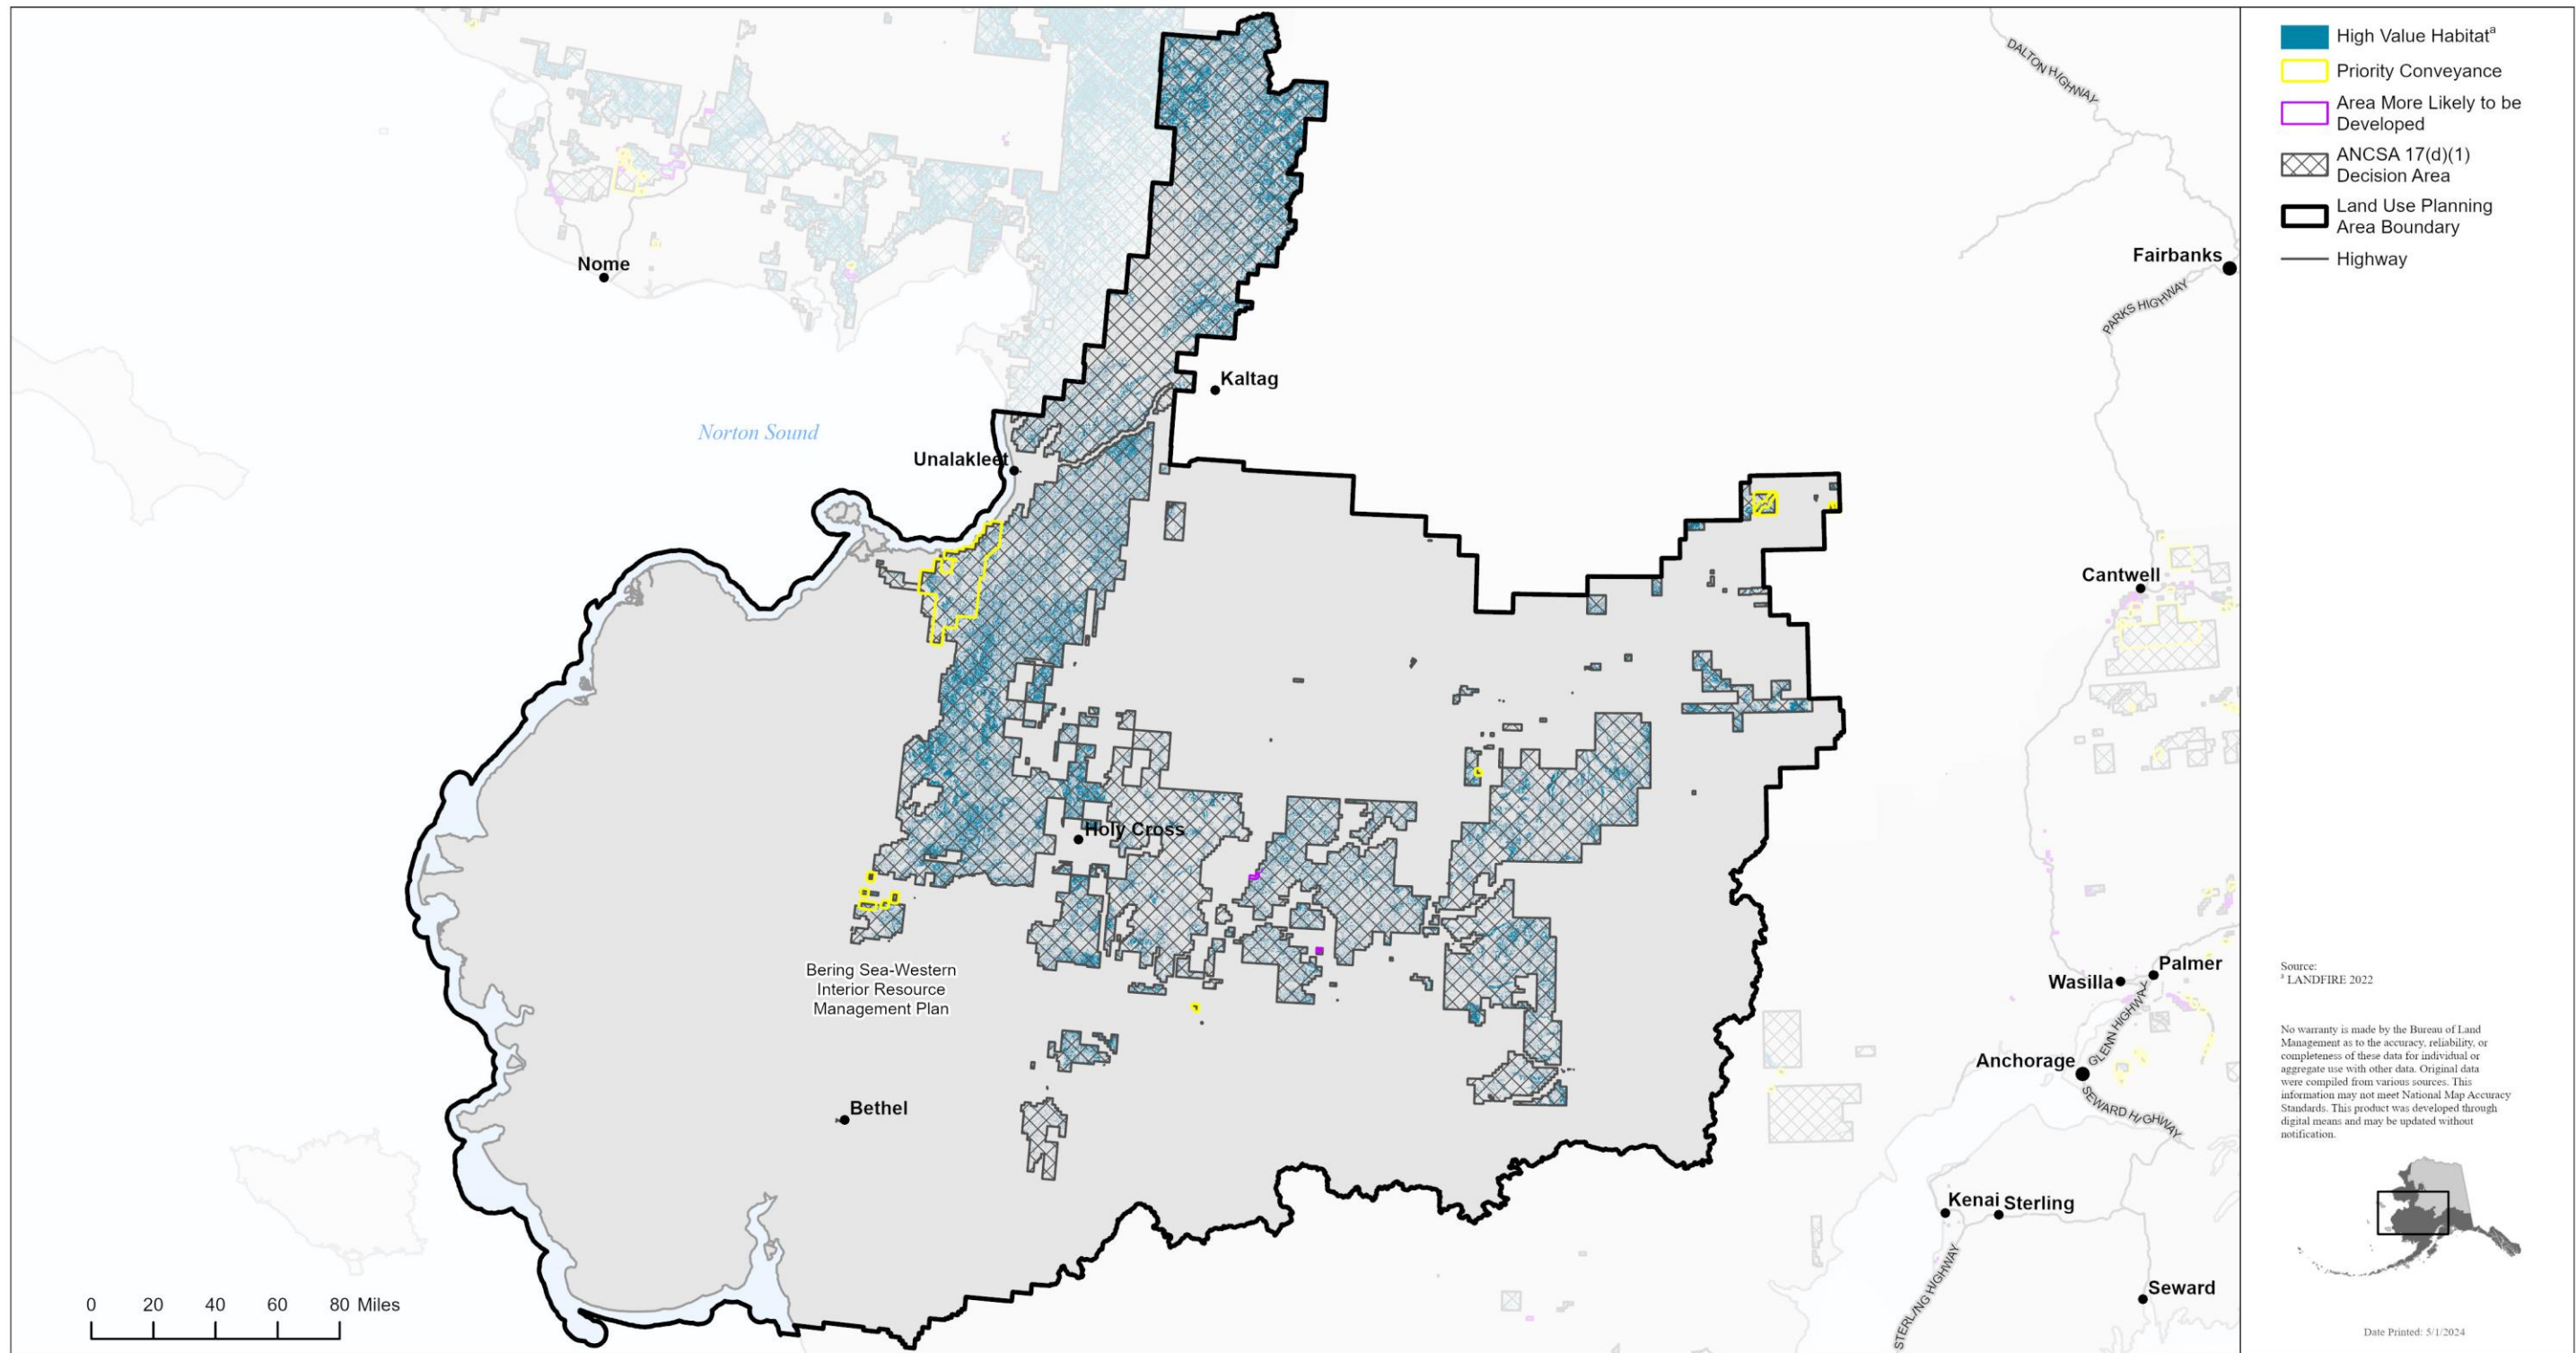 DALTON HIGHWAY
Fairbanks
PARKS HIGHWAY
Nome
Kaltag
Norton Sound
Unalakleet
Cantwell
Holy Cross
Bering Sea-Western
Interior Resource
Management Plan
Palmer
Wasilla
GLENN HIGHWAY
Anchorage
SEWARD HIGHWAY
Bethel
Kenai
Sterling
STERLING HIGHWAY
Seward
0 20 40 60 80 Miles
High Value Habitatᵃ
Priority Conveyance
Area More Likely to be
Developed
ANCSA 17(d)(1)
Decision Area
Land Use Planning
Area Boundary
Highway
Source:
ᵃ LANDFIRE 2022
No warranty is made by the Bureau of Land
Management as to the accuracy, reliability, or
completeness of these data for individual or
aggregate use with other data. Original data
were compiled from various sources. This
information may not meet National Map Accuracy
Standards. This product was developed through
digital means and may be updated without
notification.
Date Printed: 5/1/2024